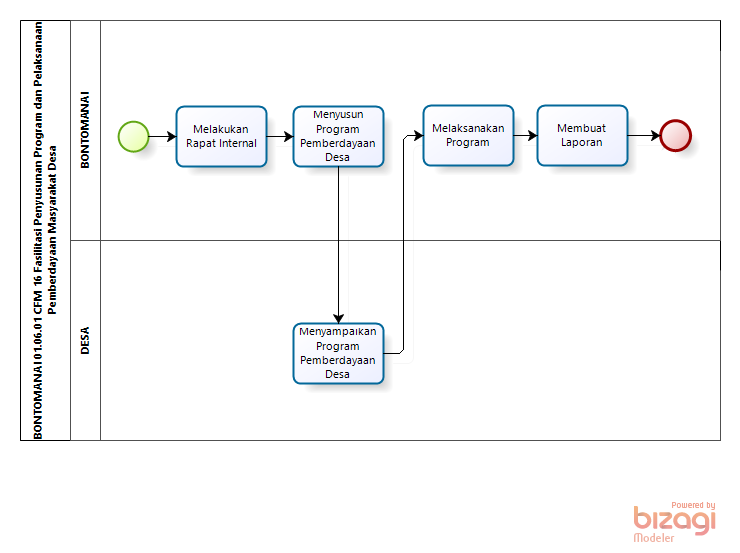 BONTOMANAI 01.06.01 CFM 16 Fasilitasi Penyusunan Program dan Pelaksanaan
Pemberdayaan Masyarakat Desa
BONTOMANAI
Melakukan
Rapat Internal
Menyusun
Program
Pemberdayaan
Desa
Melaksanakan
Program
Membuat
Laporan
DESA
Menyampaikan
Program
Pemberdayaan
Desa
Powered by
bizagi
Modeler